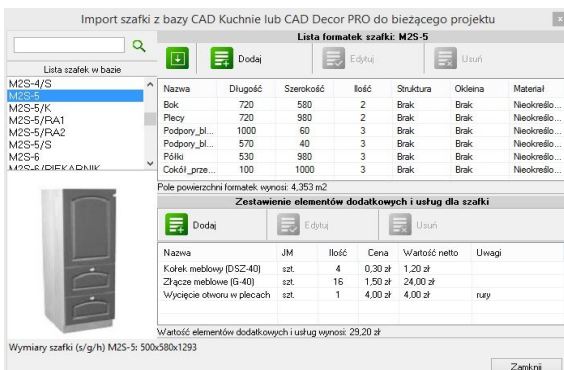 Import szafki z bazy CAD Kuchnie lub CAD Decor PRO do bieżącego projektu
x
Lista formatek szafki: M2S-5
Dodaj Edytuj Usuń
Lista szafek w bazie
M2S-4/S
M2S-5
M2S-5/K
M2S-5/RA1
M2S-5/RA2
M2S-5/S
M2S-6
M2S-6/PIEKARNIK
Nazwa Długość Szerokość Ilość Struktura Okleina Materiał
Bok 720 580 2 Brak Brak Nieokreślo...
Plecy 720 980 2 Brak Brak Nieokreślo...
Podpory_bl... 1000 60 3 Brak Brak Nieokreślo...
Podpory_bl... 570 40 3 Brak Brak Nieokreślo...
Półki 530 980 3 Brak Brak Nieokreślo...
Cokół_prze... 100 1000 3 Brak Brak Nieokreślo...
Pole powierzchni formatek wynosi: 4,353 m2
Zestawienie elementów dodatkowych i usług dla szafki
Dodaj Edytuj Usuń
Nazwa JM Ilość Cena Wartość netto Uwagi
Kołek meblowy (DSZ-40) szt. 4 0,30 zł 1,20 zł
Złącze meblowe (G-40) szt. 16 1,50 zł 24,00 zł
Wycięcie otworu w plecach szt. 1 4,00 zł 4,00 zł rury
Wartość elementów dodatkowych i usług wynosi: 29,20 zł
Wymiary szafki (s/g/h) M2S-5: 500x580x1293
Zamknij